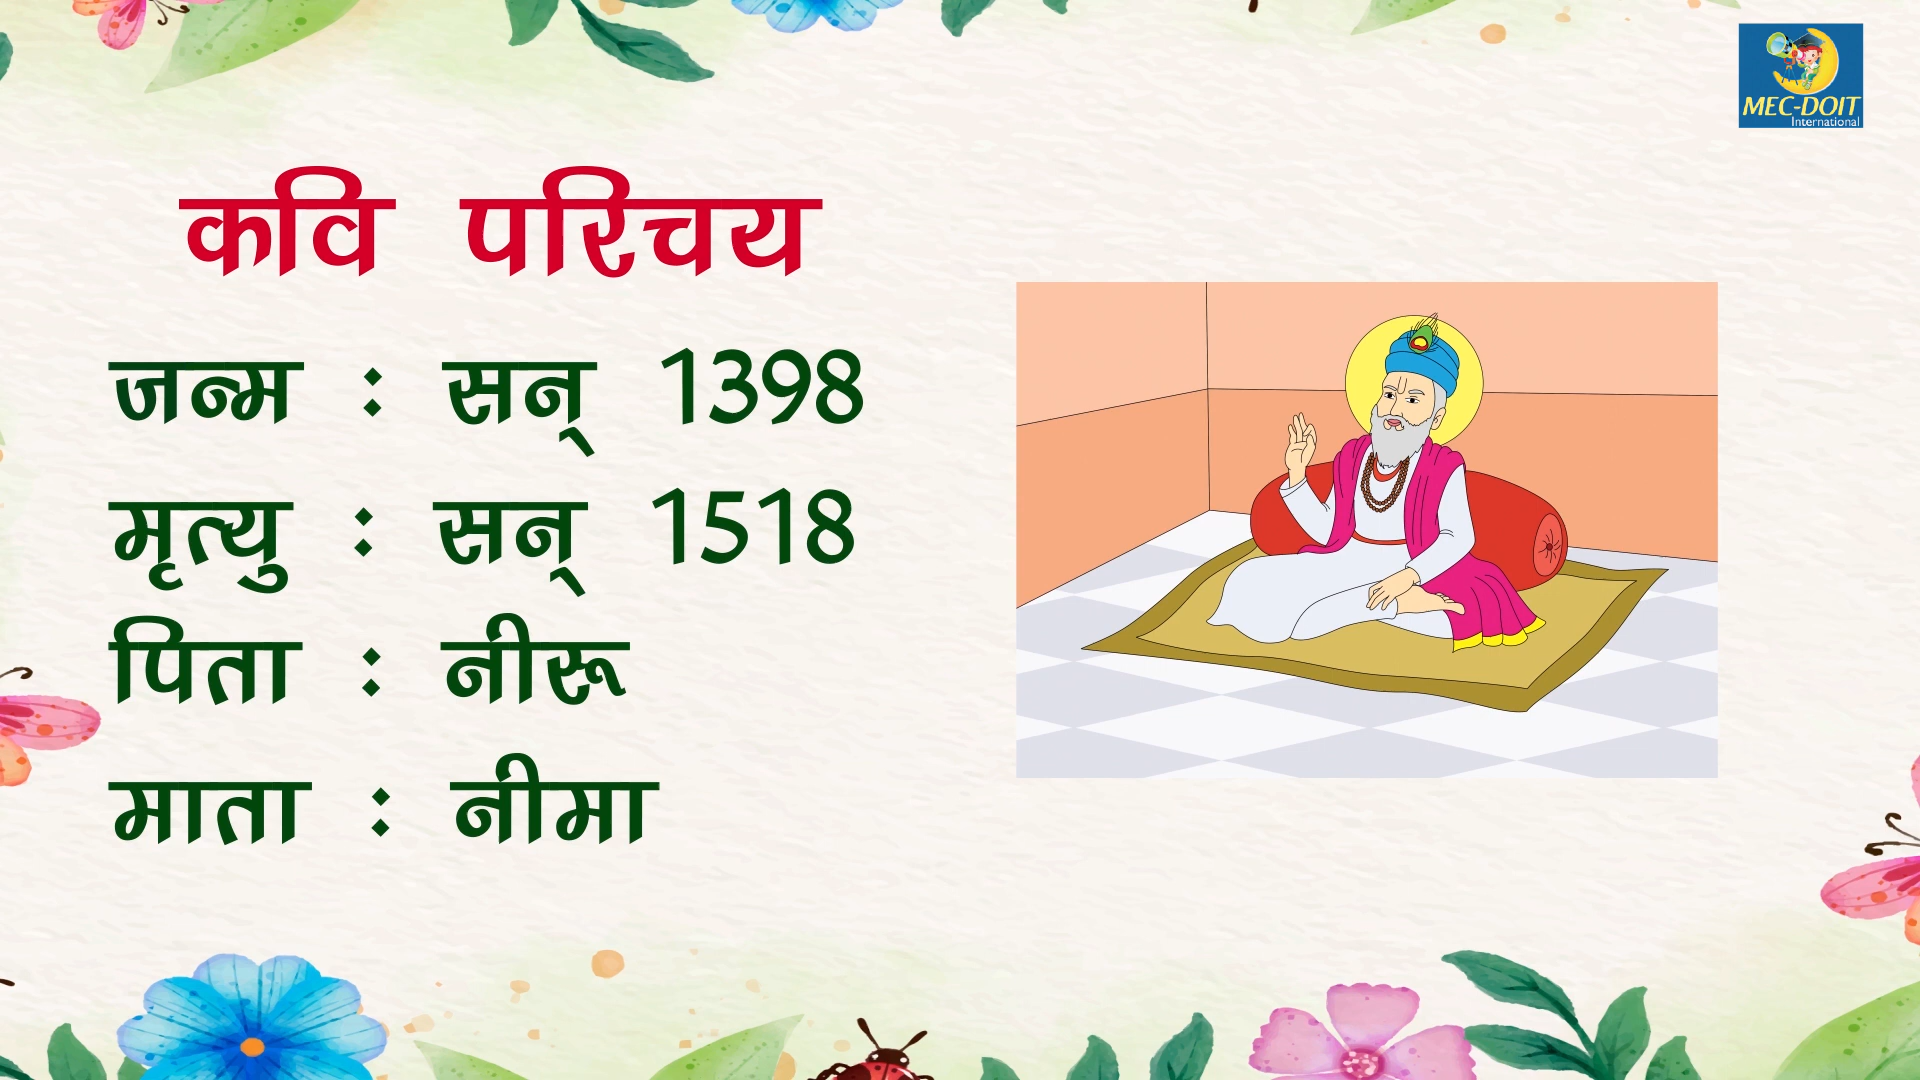 MEC-DOIT
International
कवि परिचय
जन्म : सन् 1398
मृत्यु : सन् 1518
पिता : नीरू
माता : नीमा